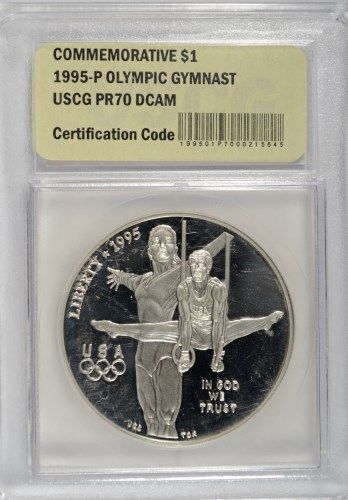 COMMEMORATIVE $1
1995-P OLYMPIC GYMNAST
USCG PR70 DCAM
Certification Code
199501P7000215645
LIBERTY 1995
USA
IN GOD
WE
TRUST